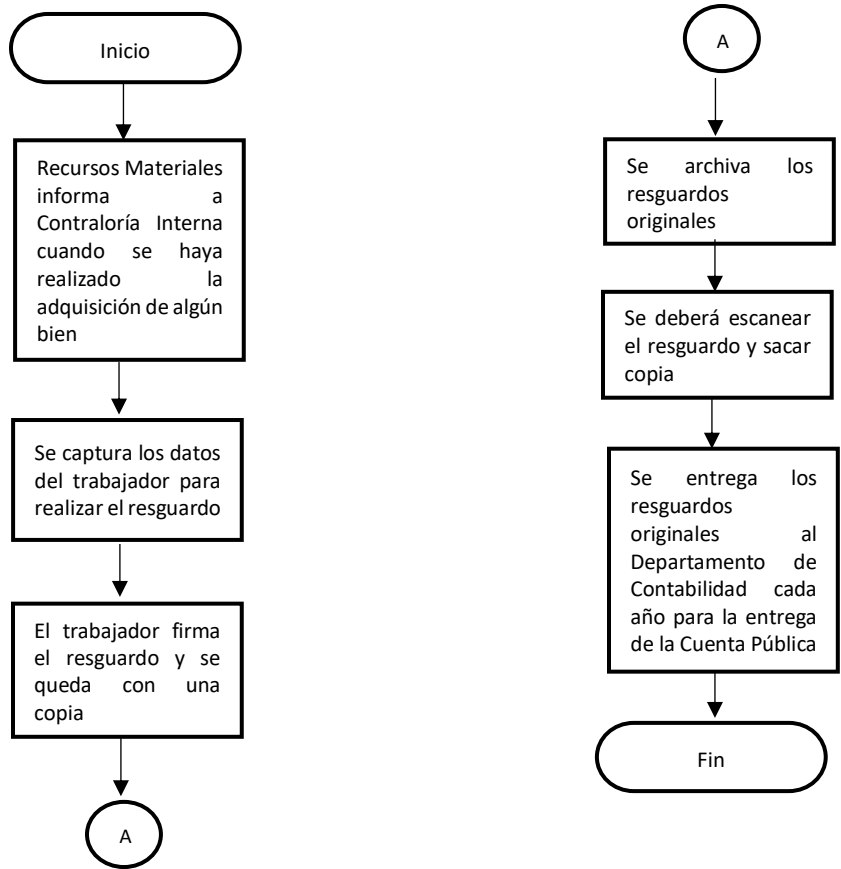 Inicio
Recursos Materiales
informa a
Contraloría Interna
cuando se haya
realizado la
adquisición de algún
bien
Se captura los datos
del trabajador para
realizar el resguardo
El trabajador firma
el resguardo y se
queda con una
copia
A
A
Se archiva los
resguardos
originales
Se deberá escanear
el resguardo y sacar
copia
Se entrega los
resguardos
originales al
Departamento de
Contabilidad cada
año para la entrega
de la Cuenta Pública
Fin